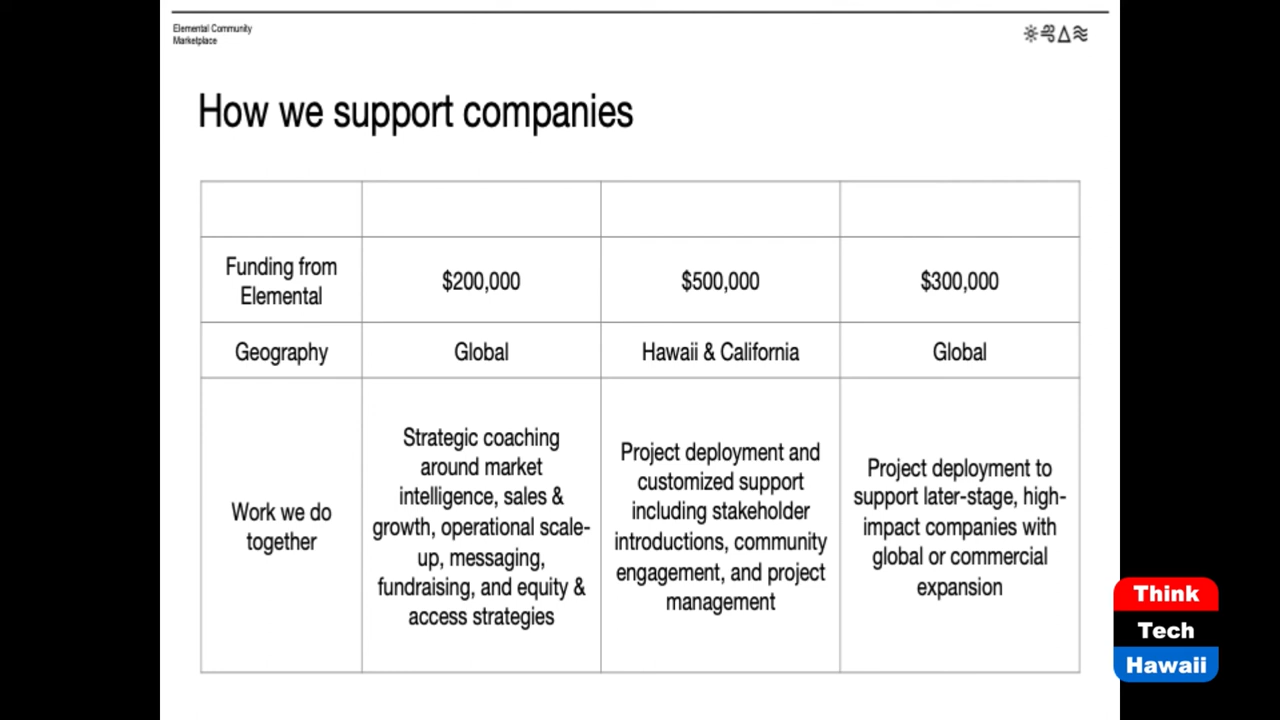 Elemental Community
Marketplace
How we support companies
Funding from
Elemental
$200,000
$500,000
$300,000
Geography
Global
Hawaii & California
Global
Work we do
together
Strategic coaching
around market
intelligence, sales &
growth, operational scale-
up, messaging,
fundraising, and equity &
access strategies
Project deployment and
customized support
including stakeholder
introductions, community
engagement, and project
management
Project deployment to
support later-stage, high-
impact companies with
global or commercial
expansion
Think
Tech
Hawaii